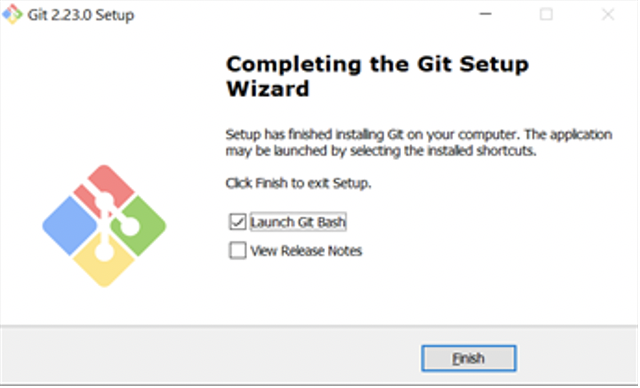 Git 2.23.0 Setup
Completing the Git Setup
Wizard
Setup has finished installing Git on your computer. The application
may be launched by selecting the installed shortcuts.
Click Finish to exit Setup.
Launch Git Bash
View Release Notes
Finish